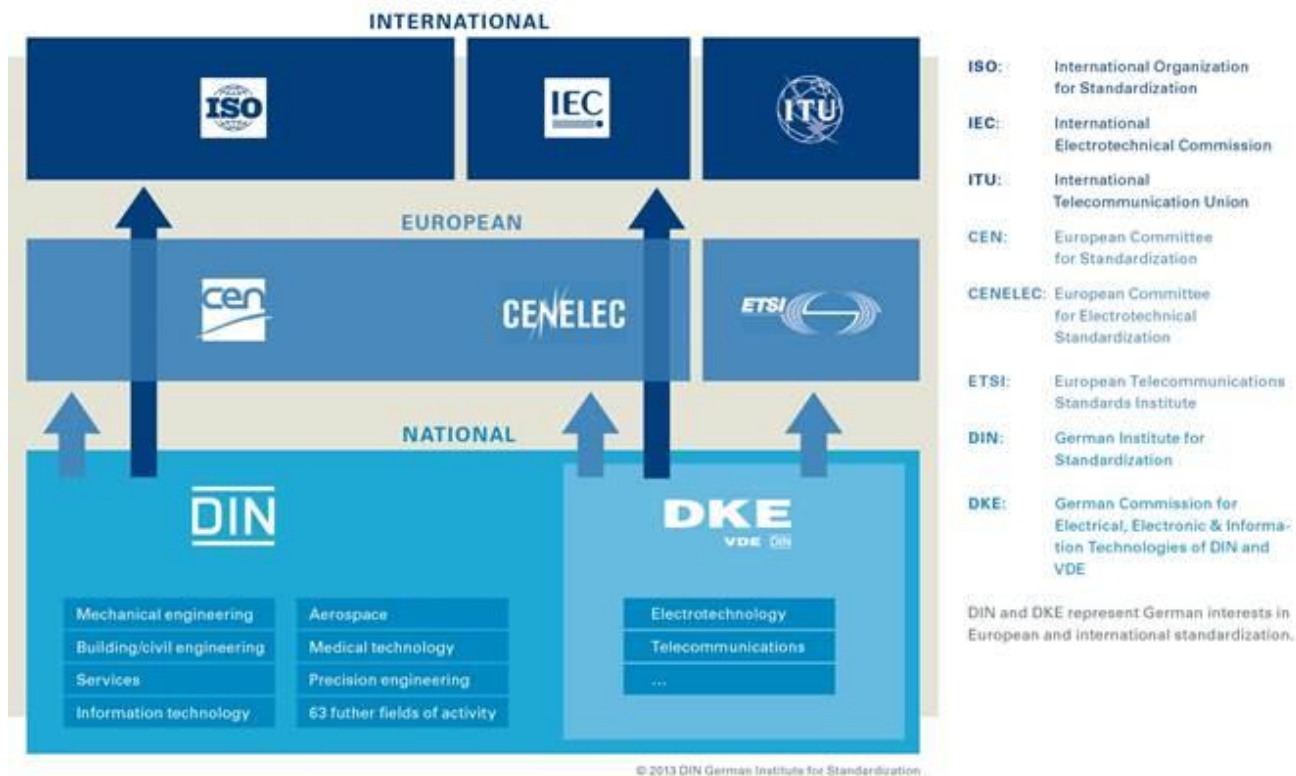 INTERNATIONAL
ISO
IEC
ITU
EUROPEAN
cen
CENELEC
ETSI
NATIONAL
DIN
DKE
VDE DIN
Mechanical engineering
Building/civil engineering
Services
Information technology
Aerospace
Medical technology
Precision engineering
63 futher fields of activity
Electrotechnology
Telecommunications
...
ISO: International Organization
for Standardization
IEC: International
Electrotechnical Commission
ITU: International
Telecommunication Union
CEN: European Committee
for Standardization
CENELEC: European Committee
for Electrotechnical
Standardization
ETSI: European Telecommunications
Standards Institute
DIN: German Institute for
Standardization
DKE: German Commission for
Electrical, Electronic & Informa-
tion Technologies of DIN and
VDE
DIN and DKE represent German interests in
European and international standardization.
© 2013 DIN German Institute for Standardization